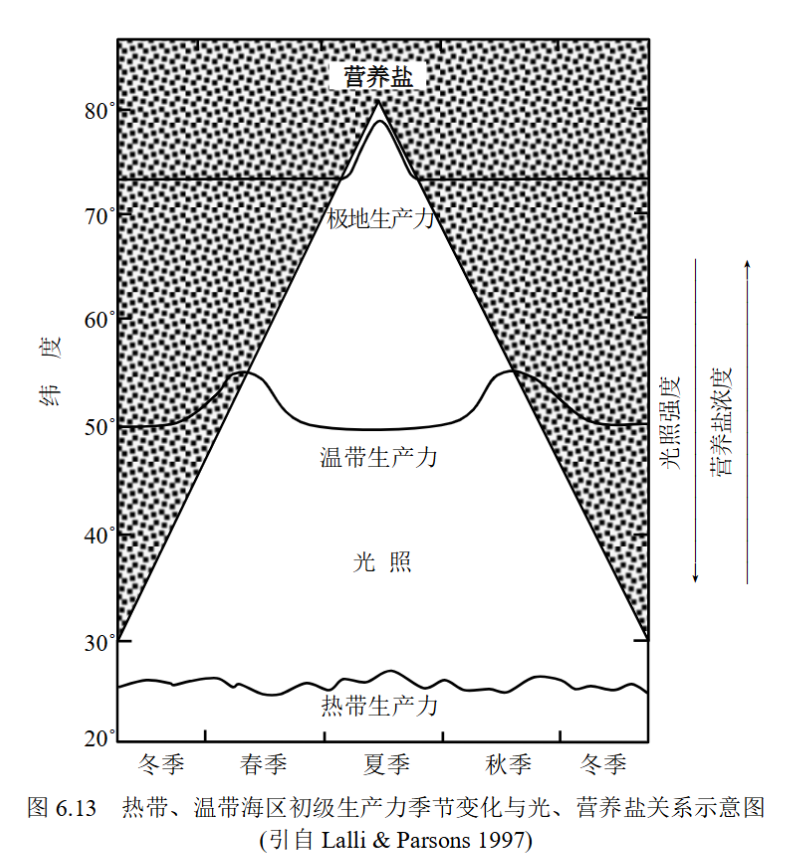 营养盐
80°
70°
60°
50°
40°
30°
20°
纬 度
极地生产力
温带生产力
光 照
热带生产力
光照强度
营养盐浓度
冬季 春季 夏季 秋季 冬季
图 6.13 热带、温带海区初级生产力季节变化与光、营养盐关系示意图
(引自 Lalli & Parsons 1997)